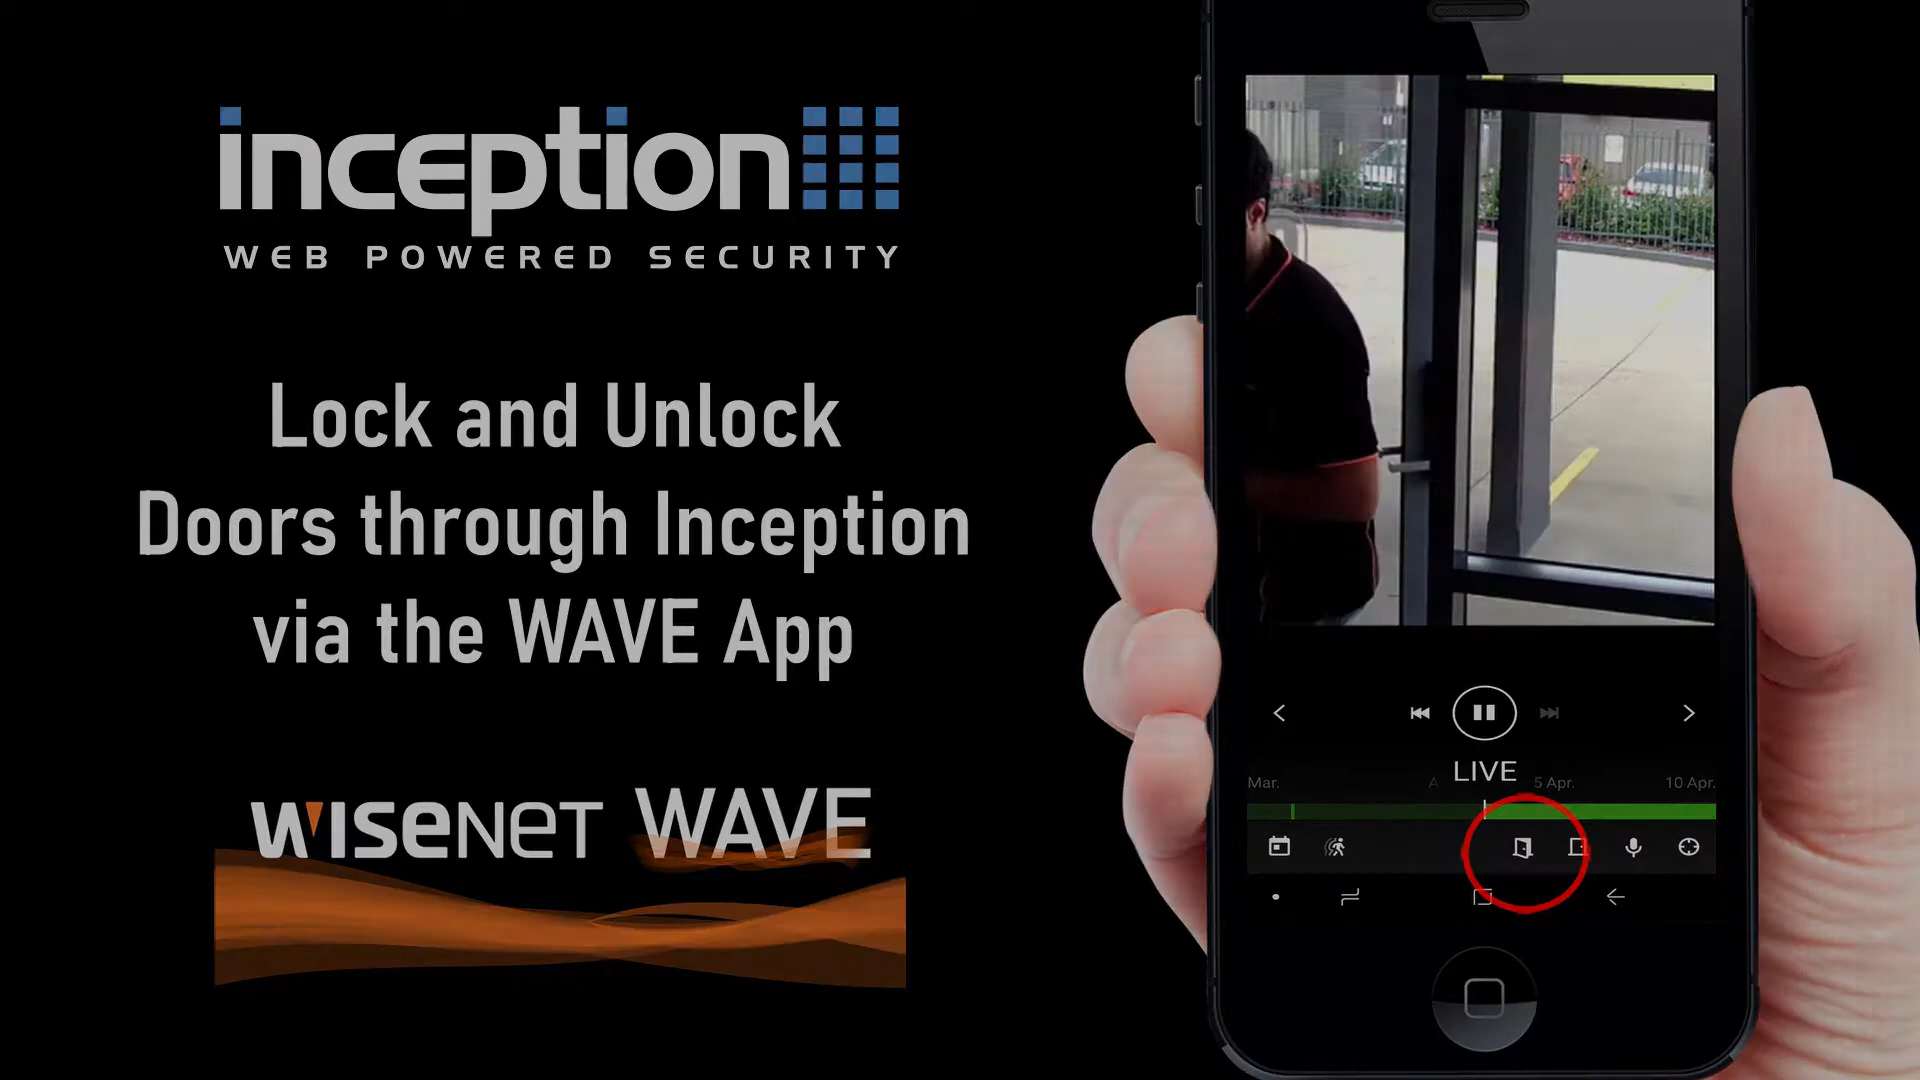 inception
WEB POWERED SECURITY
Lock and Unlock
Doors through Inception
via the WAVE App
WISENET WAVE
LIVE
Mar.
A
5 Apr.
10 Apr.